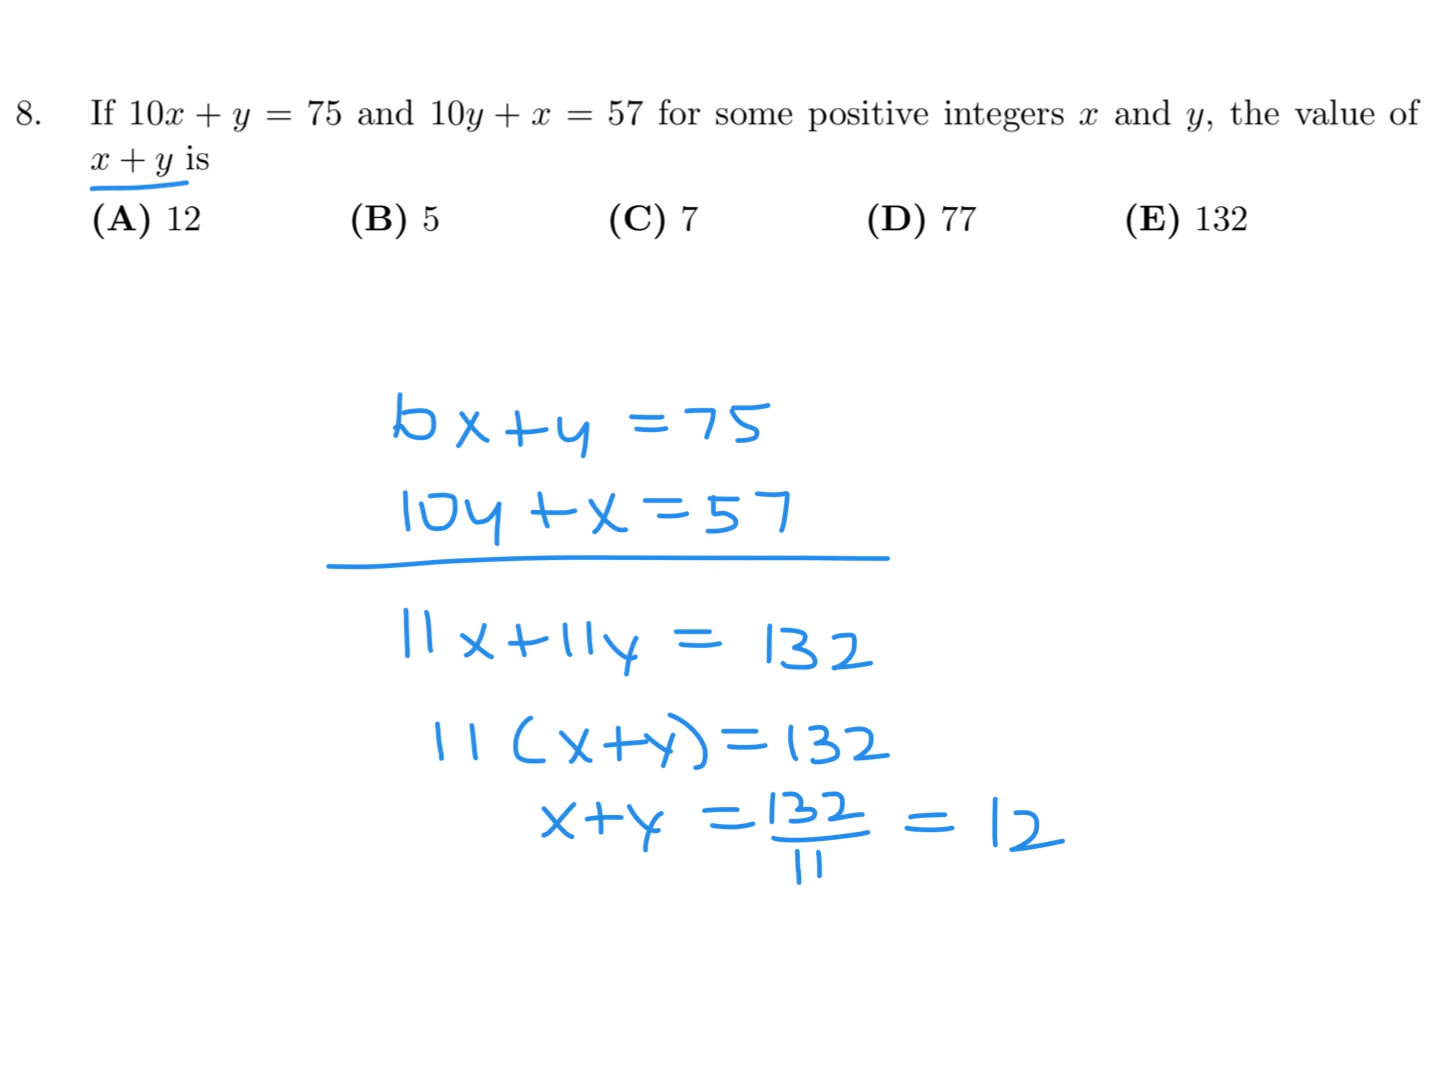 8. If 10x + y = 75 and 10y + x = 57 for some positive integers x and y, the value of
x + y is
(A) 12 (B) 5 (C) 7 (D) 77 (E) 132
10x+y=75
10y+x=57
11x+11y=132
11(x+y)=132
x+y=132/11=12